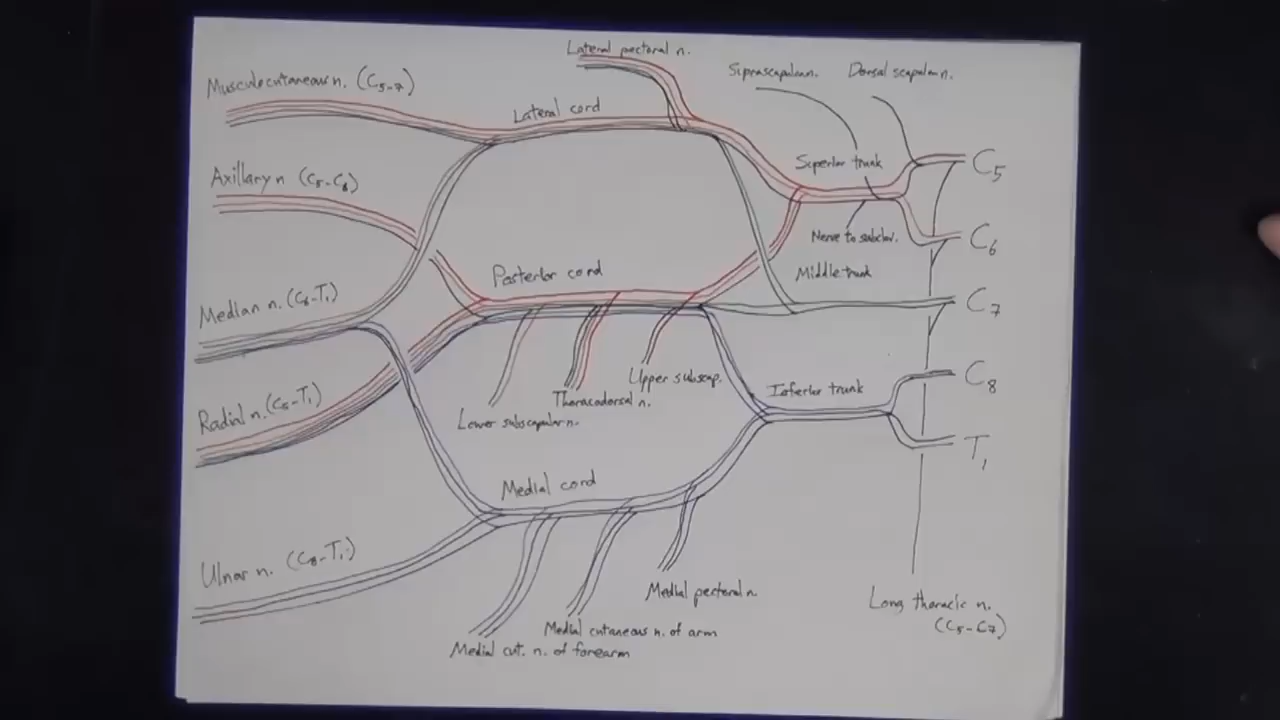 Lateral pectoral n.
Suprascapular n.
Dorsal scapular n.
Musculocutaneous n. (C5-7)
Lateral cord
Superior trunk
C5
Axillary n (C5-C6)
Nerve to subclav.
C6
Posterior cord
Middle trunk
Median n. (C6-T1)
C7
Upper subscap.
C8
Inferior trunk
Thoracodorsal n.
Radial n. (C5-T1)
Lower subscapular n.
T1
Medial cord
Ulnar n. (C8-T1)
Medial pectoral n.
Long thoracic n.
(C5-C7)
Medial cutaneous n. of arm
Medial cut. n. of forearm